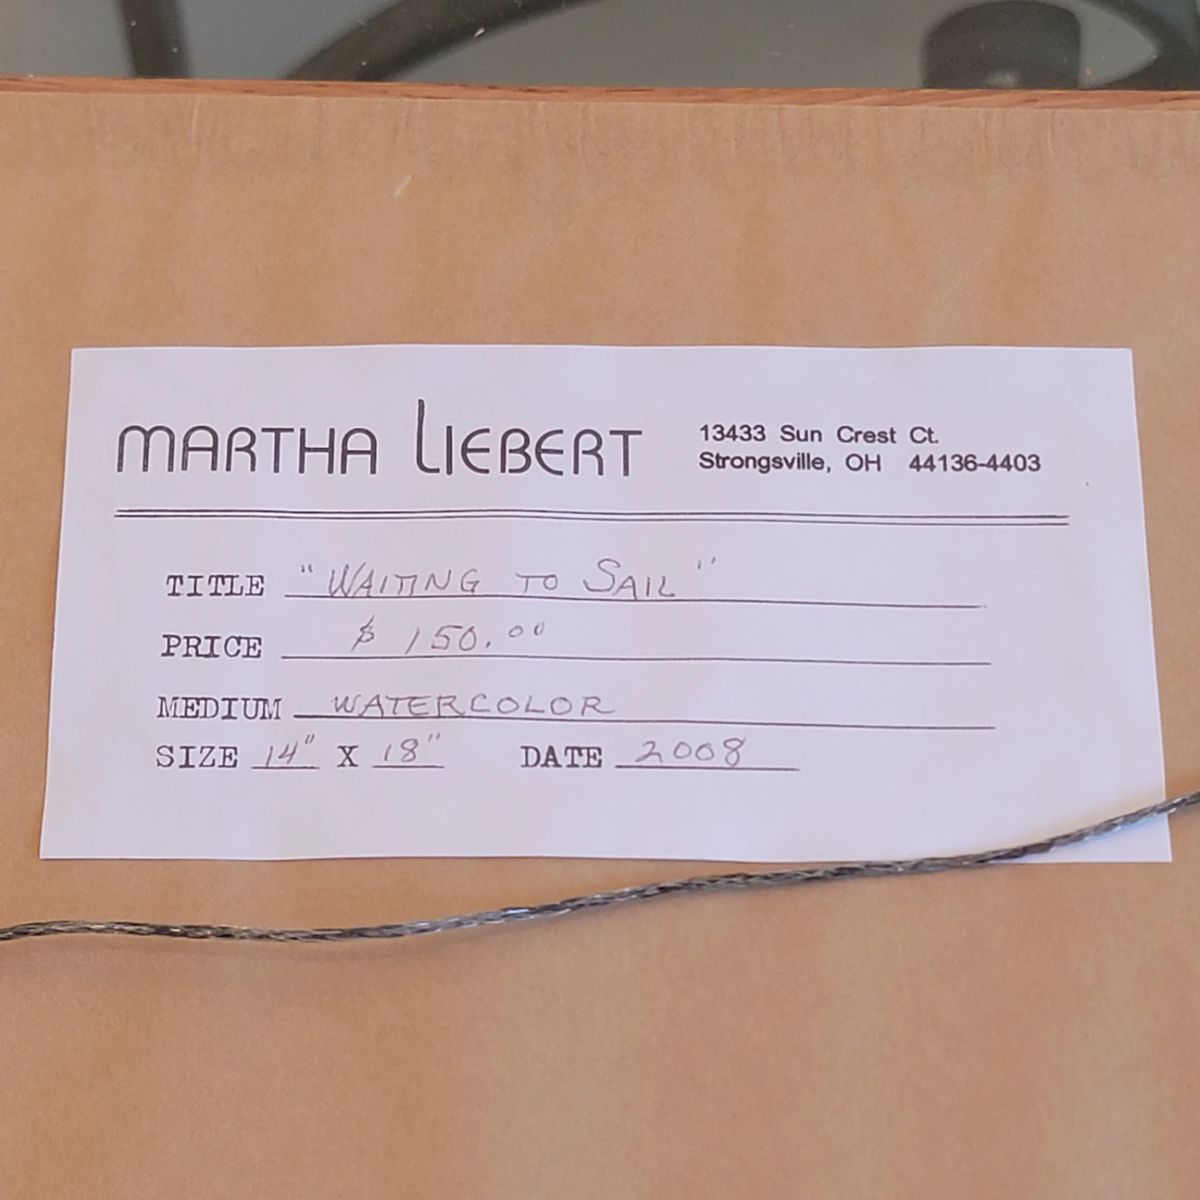 MARTHA LIEBERT
13433 Sun Crest Ct.
Strongsville, OH 44136-4403
TITLE "WAITING TO SAIL"
PRICE $ 150.00
MEDIUM WATERCOLOR
SIZE 14" X 18" DATE 2008